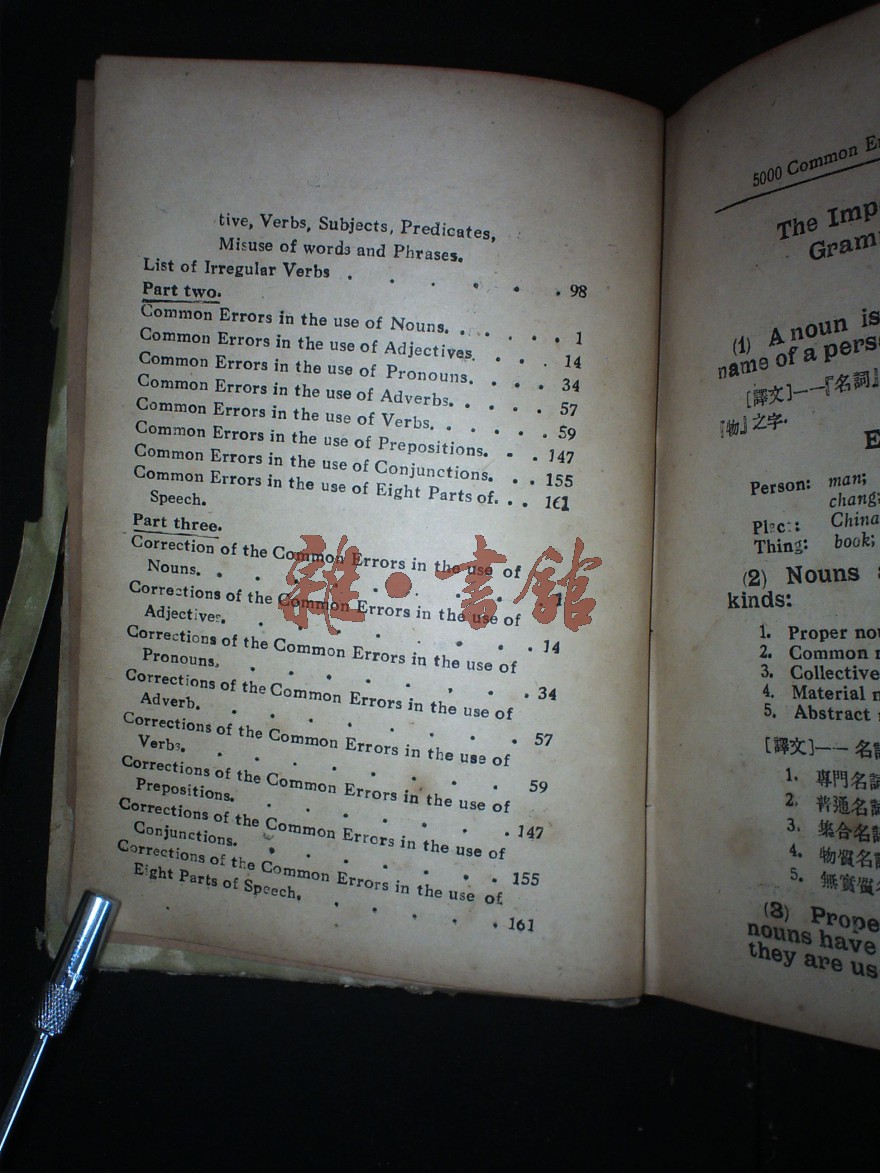 tive, Verbs, Subjects, Predicates,
Misuse of words and Phrases.
List of Irregular Verbs . . . . . . 98
Part two.
Common Errors in the use of Nouns. . . . . . . 1
Common Errors in the use of Adjectives. . . . 14
Common Errors in the use of Pronouns. . . . 34
Common Errors in the use of Adverbs. . . . . 57
Common Errors in the use of Verbs. . . . . . 59
Common Errors in the use of Prepositions. . . 147
Common Errors in the use of Conjunctions. . . 155
Common Errors in the use of Eight Parts of. . . 161
Speech.
Part three.
Correction of the Common Errors in the use of
Nouns. . . . . . . . . 1
Corrections of the Common Errors in the use of
Adjectives. . . . . . . . . 14
Corrections of the Common Errors in the use of
Pronouns, . . . . . . . 34
Corrections of the Common Errors in the use of
Adverb. . . . . . . . . 57
Corrections of the Common Errors in the use of
Verbs. . . . . . . . . 59
Corrections of the Common Errors in the use of
Prepositions. . . . . . . . 147
Corrections of the Common Errors in the use of
Conjunctions. . . . . . . . 155
Corrections of the Common Errors in the use of
Eight Parts of Speech, . . . . . . 161
雜·書館
5000 Common
The
(1) A noun is
name of a
[譯文]——『名詞』
『物』之字.
Person: man;
chang;
Place: China
Thing: book;
(2) Nouns
kinds:
1. Proper
2. Common
3. Collective
4. Material
5. Abstract
[譯文]——名
1. 專門名詞
2. 普通名詞
3. 集合名詞
4. 物質名
5. 無實質名
(3)
nouns have
they are